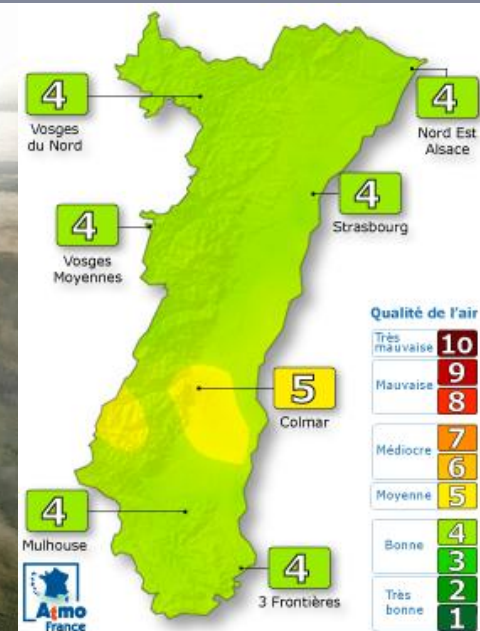 4
Vosges
du Nord
4
Nord Est
Alsace
4
Strasbourg
4
Vosges
Moyennes
5
Colmar
4
Mulhouse
4
3 Frontières
Atmo
France
Qualité de l'air
Très
mauvaise 10
Mauvaise 9
8
Médiocre 7
6
Moyenne 5
Bonne 4
3
Très
bonne 2
1